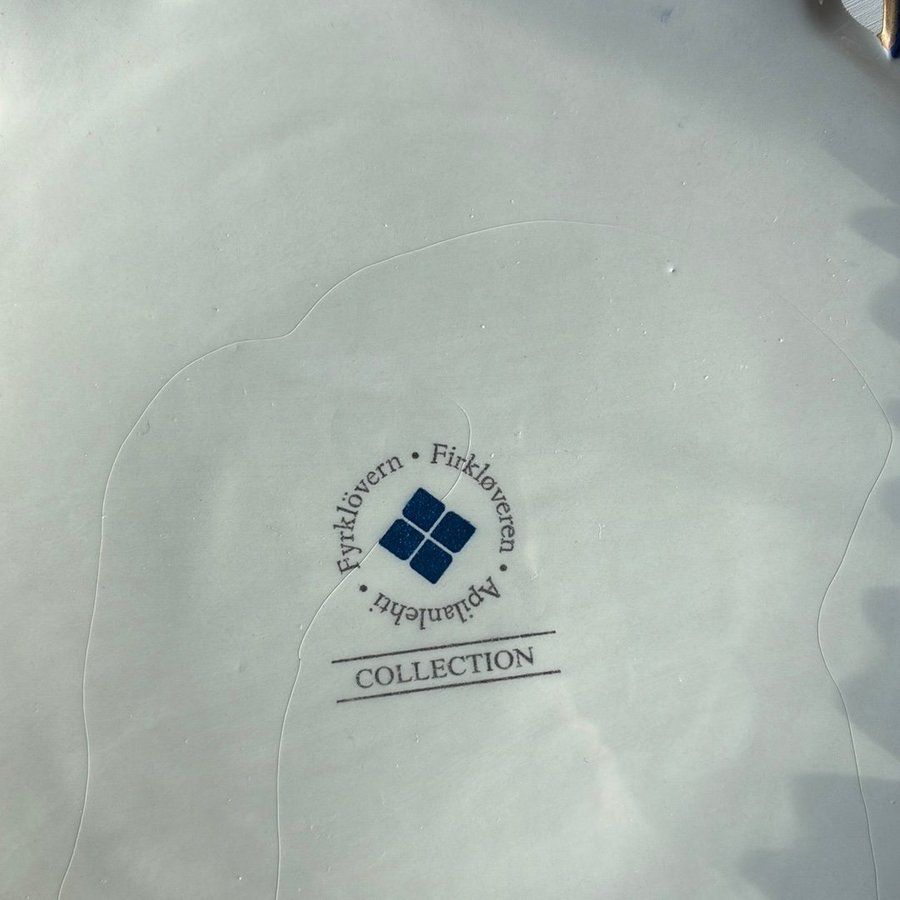 Fyrklövern • Firkløveren • Apilanlehti •
COLLECTION